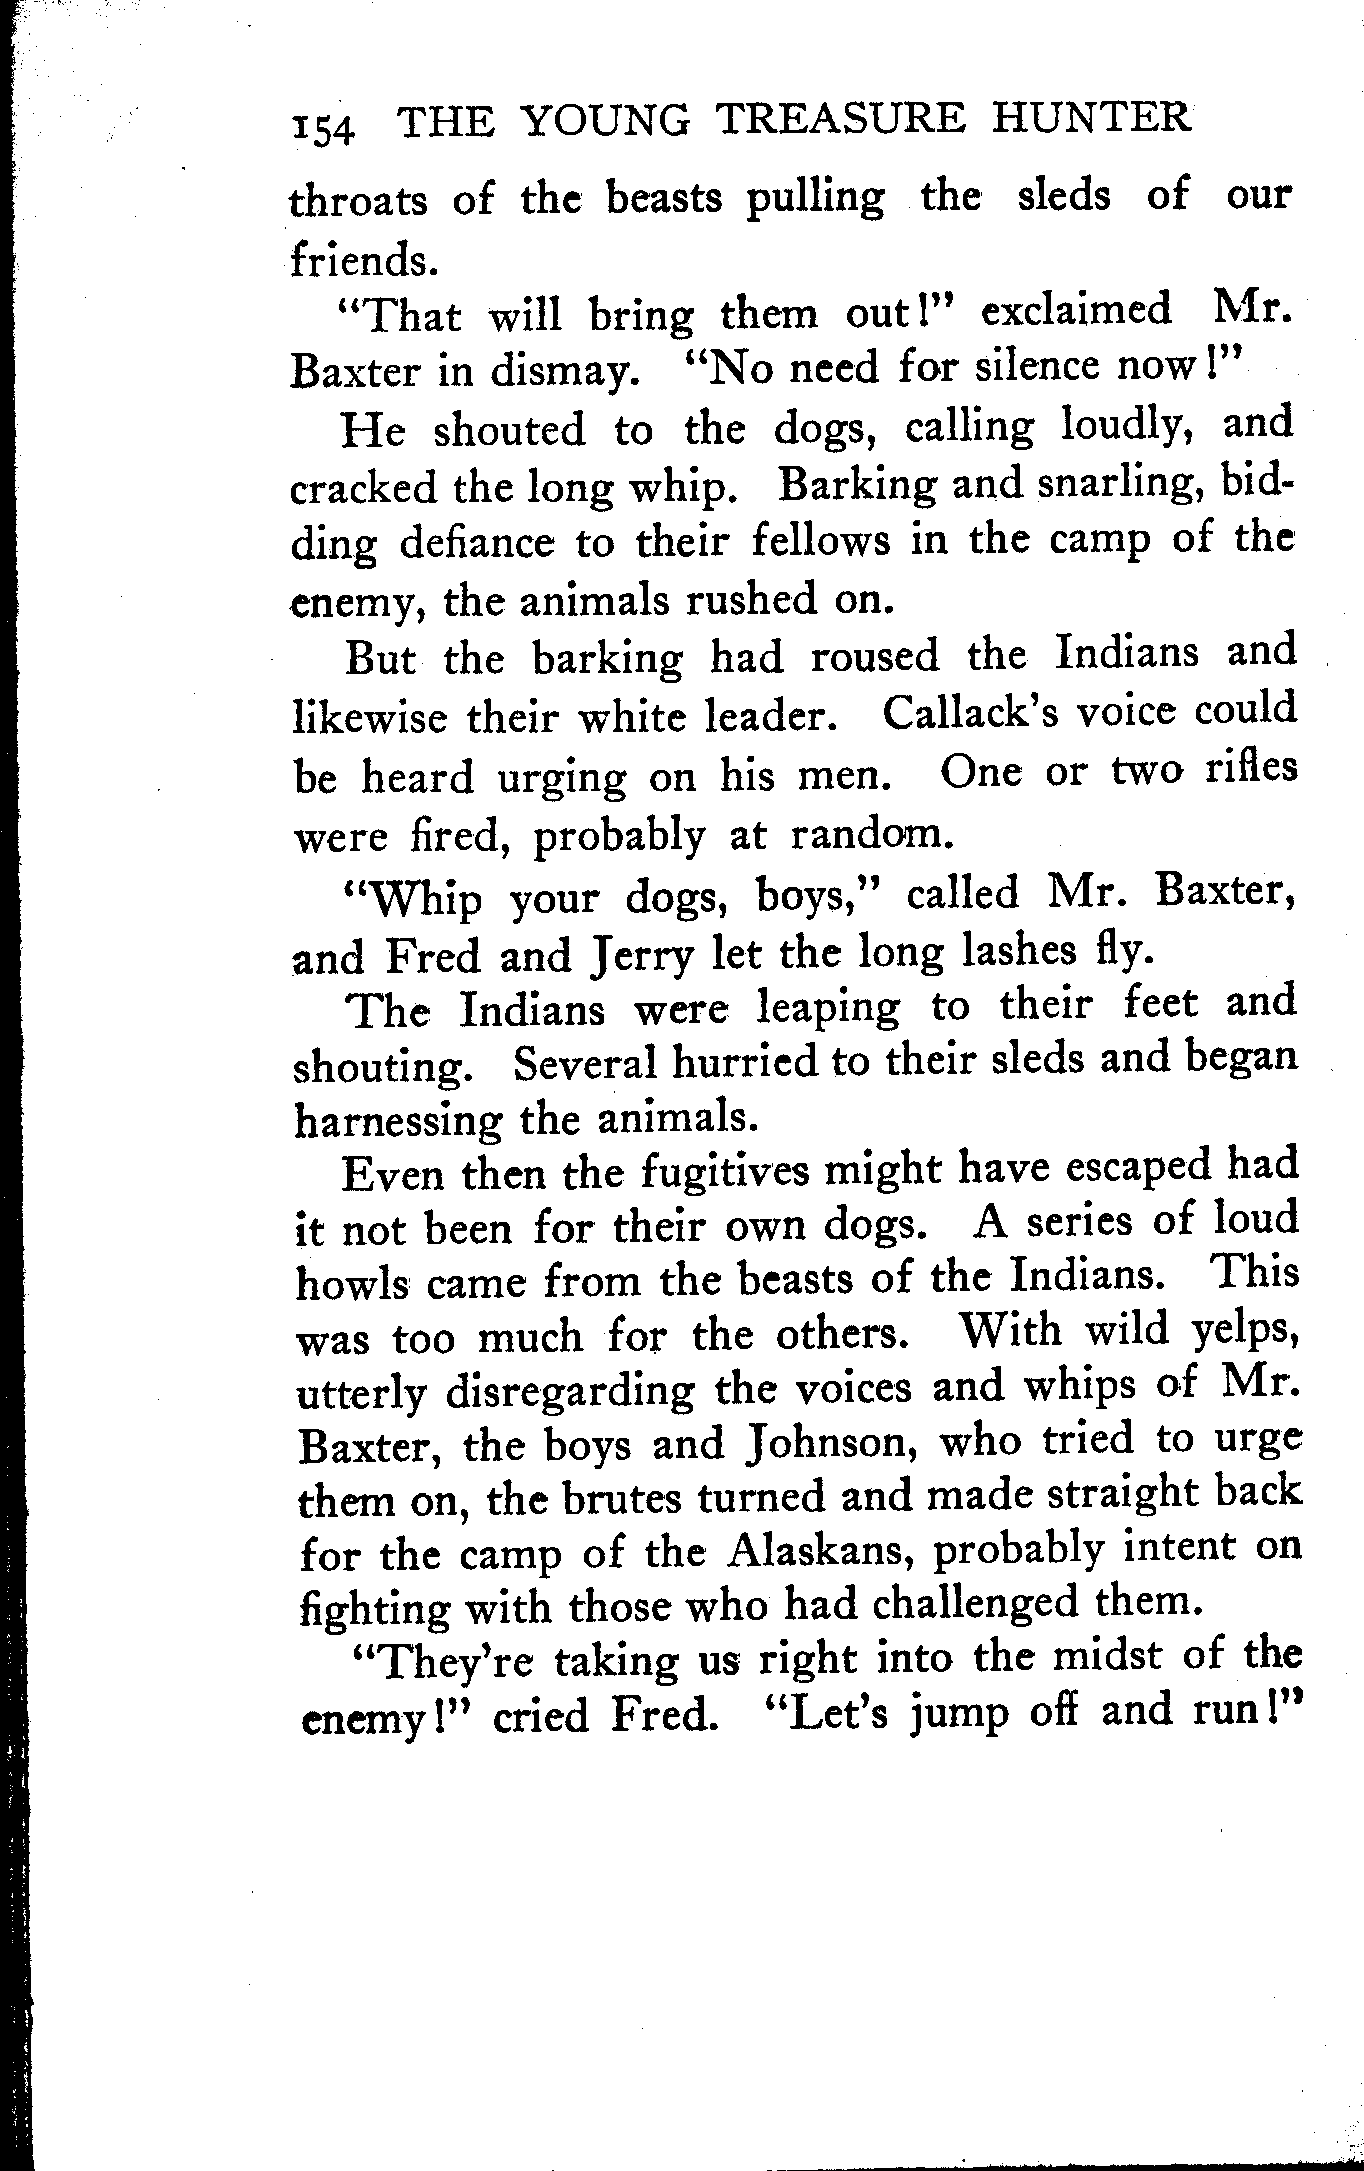 154 THE YOUNG TREASURE HUNTER
throats of the beasts pulling the sleds of our
friends.
"That will bring them out!" exclaimed Mr.
Baxter in dismay. "No need for silence now!"
He shouted to the dogs, calling loudly, and
cracked the long whip. Barking and snarling, bid-
ding defiance to their fellows in the camp of the
enemy, the animals rushed on.
But the barking had roused the Indians and
likewise their white leader. Callack's voice could
be heard urging on his men. One or two rifles
were fired, probably at random.
"Whip your dogs, boys," called Mr. Baxter,
and Fred and Jerry let the long lashes fly.
The Indians were leaping to their feet and
shouting. Several hurried to their sleds and began
harnessing the animals.
Even then the fugitives might have escaped had
it not been for their own dogs. A series of loud
howls came from the beasts of the Indians. This
was too much for the others. With wild yelps,
utterly disregarding the voices and whips of Mr.
Baxter, the boys and Johnson, who tried to urge
them on, the brutes turned and made straight back
for the camp of the Alaskans, probably intent on
fighting with those who had challenged them.
"They're taking us right into the midst of the
enemy!" cried Fred. "Let's jump off and run!"